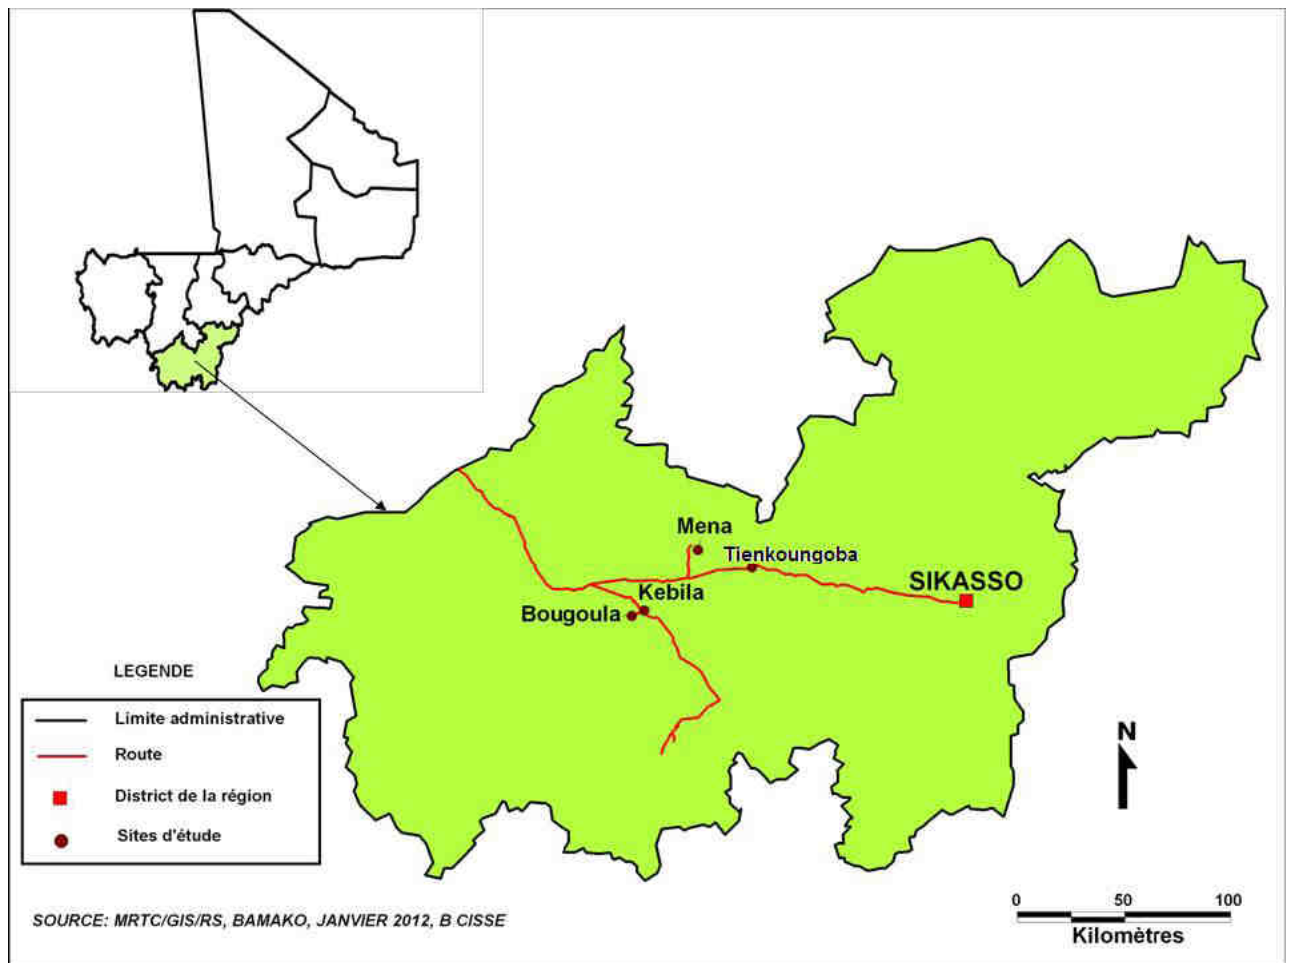 Mena
Tienkoungoba
SIKASSO
Kebila
Bougoula
LEGENDE
Limite administrative
Route
District de la région
Sites d'étude
N
0 50 100
Kilomètres
SOURCE: MRTC/GIS/RS, BAMAKO, JANVIER 2012, B CISSE